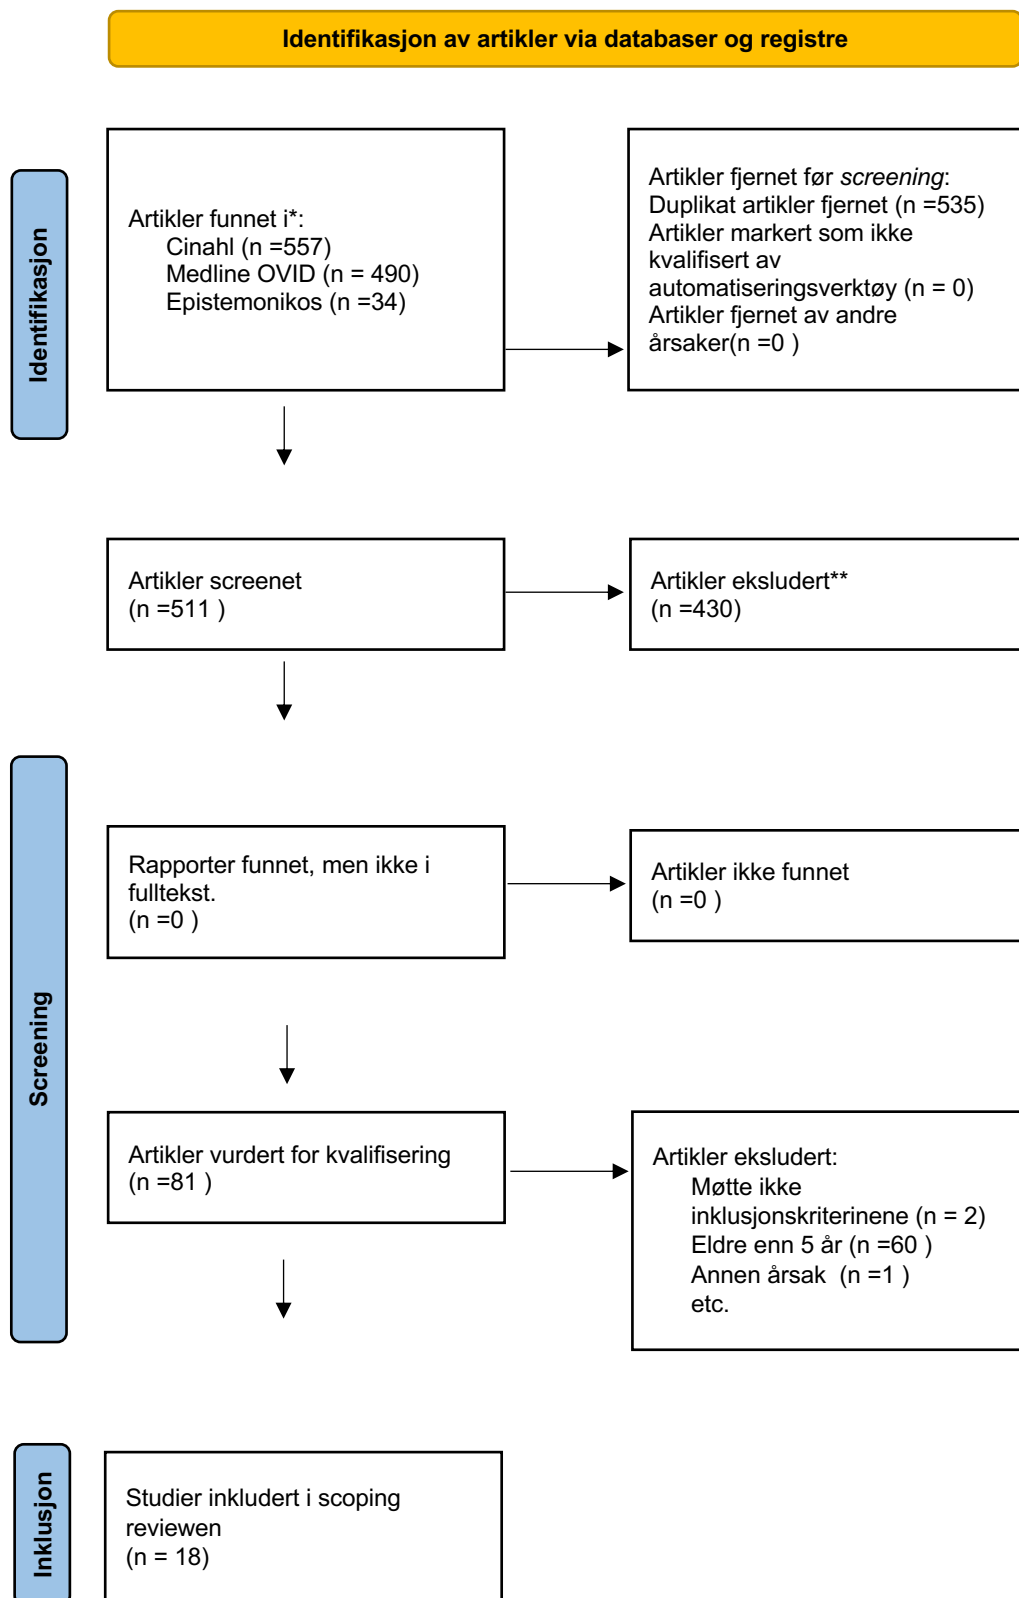 Identifikasjon av artikler via databaser og registre
Identifikasjon
Artikler funnet i*:
Cinahl (n =557)
Medline OVID (n = 490)
Epistemonikos (n =34)
Artikler fjernet før screening:
Duplikat artikler fjernet (n =535)
Artikler markert som ikke
kvalifisert av
automatiseringsverktøy (n = 0)
Artikler fjernet av andre
årsaker(n =0 )
Artikler screenet
(n =511 )
Artikler eksludert**
(n =430)
Screening
Rapporter funnet, men ikke i
fulltekst.
(n =0 )
Artikler ikke funnet
(n =0 )
Artikler vurdert for kvalifisering
(n =81 )
Artikler eksludert:
Møtte ikke
inklusjonskriterinene (n = 2)
Eldre enn 5 år (n =60 )
Annen årsak  (n =1 )
etc.
Inklusjon
Studier inkludert i scoping
reviewen
(n = 18)